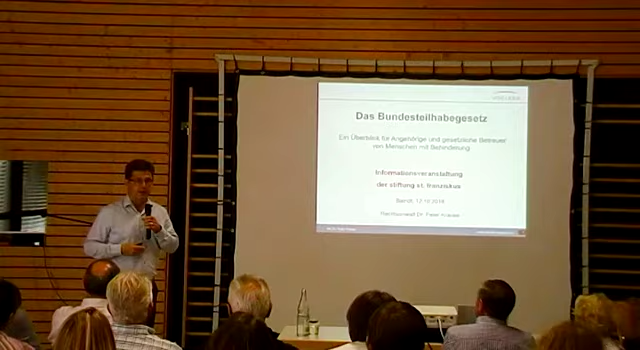 Das Bundesteilhabegesetz
Ein Überblick für Angehörige und gesetzliche Betreuer
von Menschen mit Behinderung
Informationsveranstaltung
der stiftung st. franziskus
Rechtsanwalt Dr. Peter